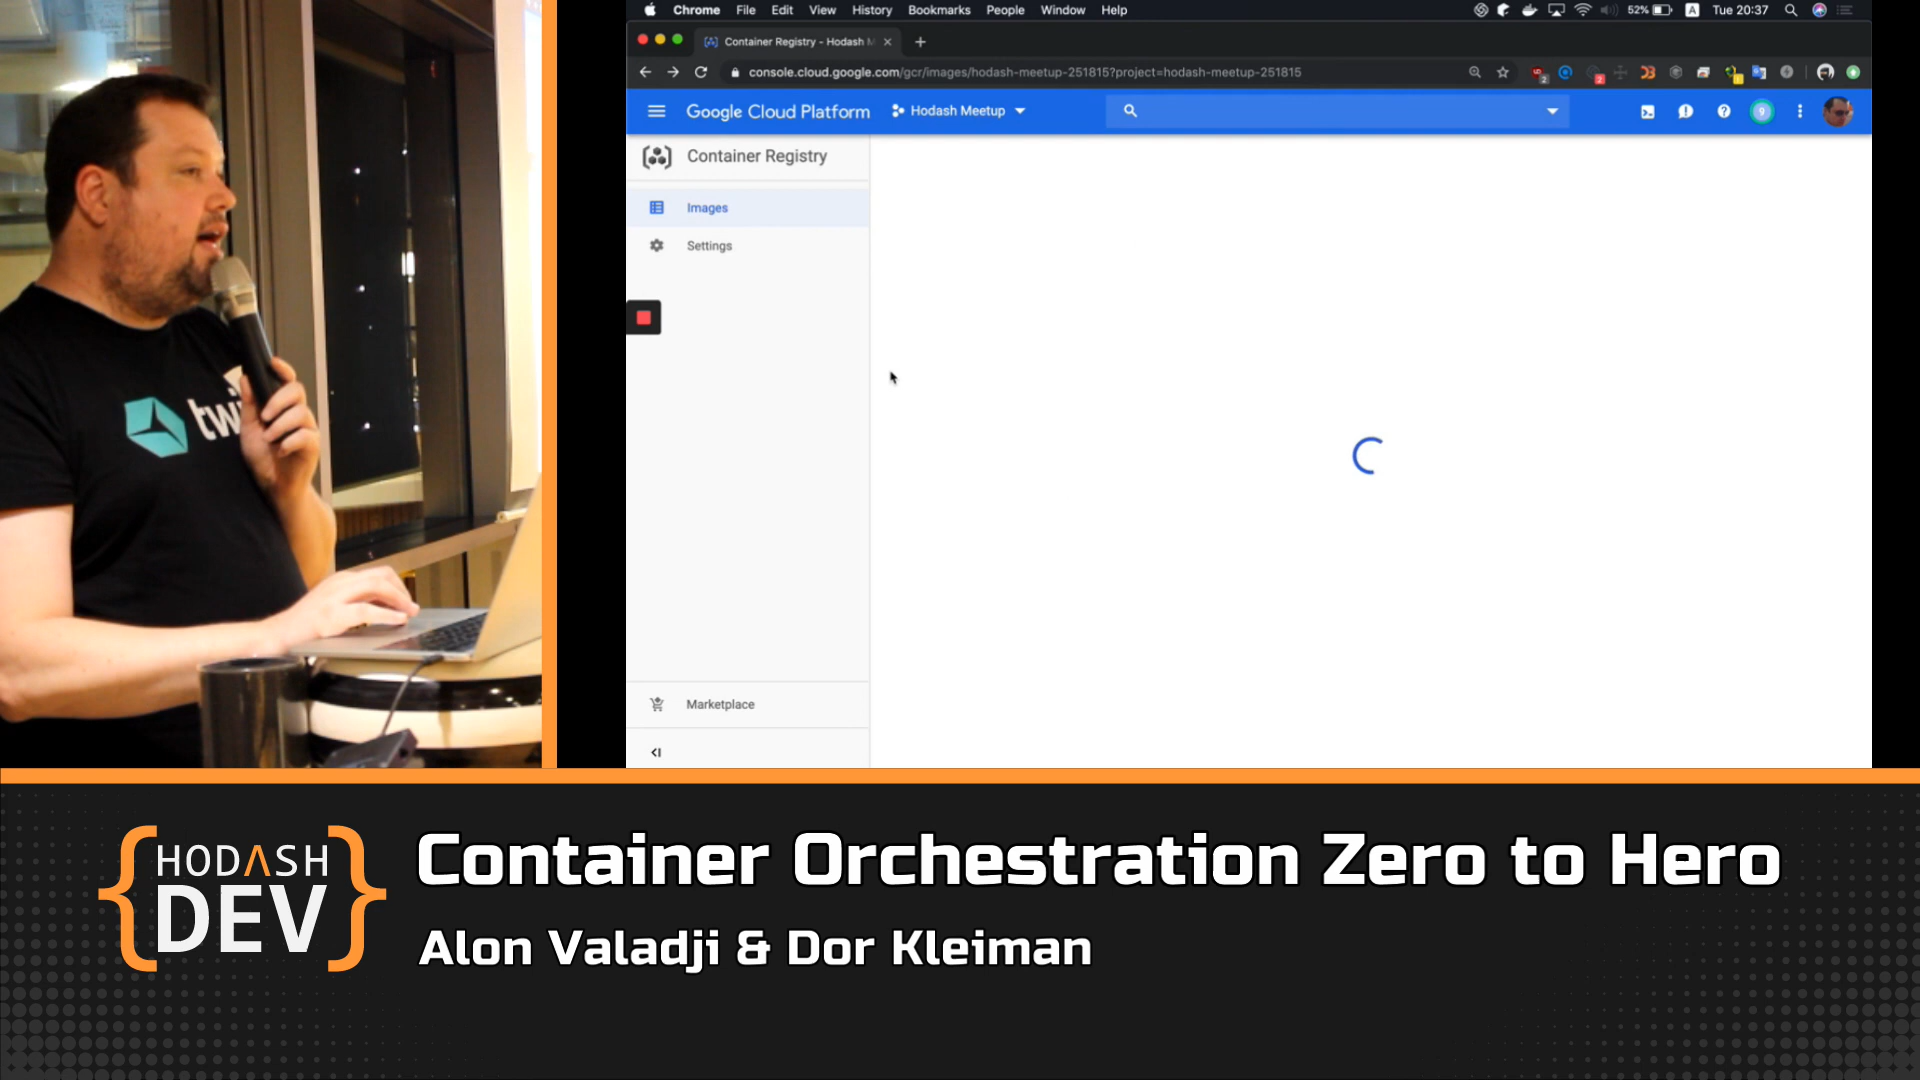 Chrome File Edit View History Bookmarks People Window Help 52% A Tue 20:37
Container Registry - Hodash M
console.cloud.google.com/gcr/images/hodash-meetup-251815?project=hodash-meetup-251815
Google Cloud Platform Hodash Meetup 9
Container Registry
Images
Settings
Marketplace
twi
HODASH
DEV
Container Orchestration Zero to Hero
Alon Valadji & Dor Kleiman